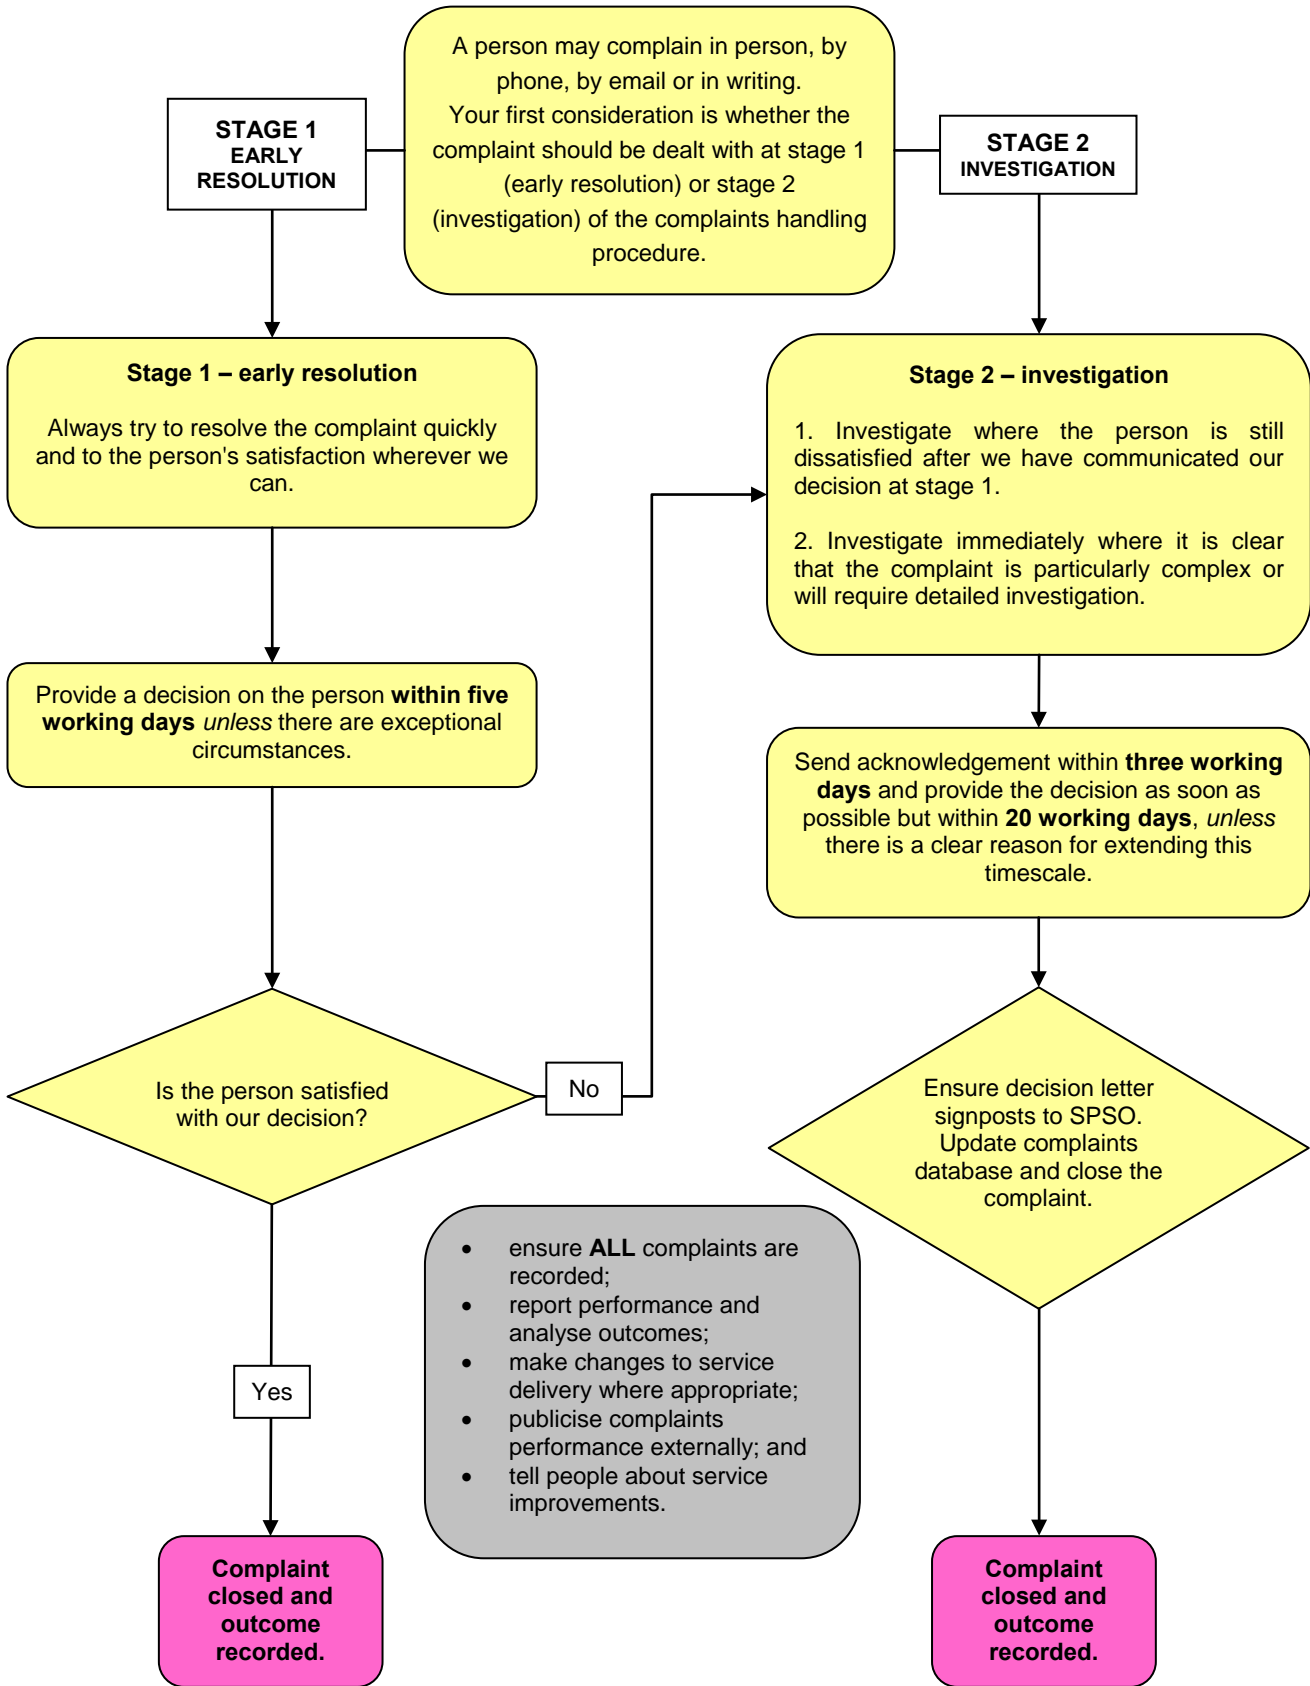 A person may complain in person, by
phone, by email or in writing.
Your first consideration is whether the
complaint should be dealt with at stage 1
(early resolution) or stage 2
(investigation) of the complaints handling
procedure.
STAGE 1
EARLY
RESOLUTION
STAGE 2
INVESTIGATION
Stage 1 – early resolution
Always try to resolve the complaint quickly
and to the person's satisfaction wherever we
can.
Provide a decision on the person within five
working days unless there are exceptional
circumstances.
Is the person satisfied
with our decision?
No
Yes
Complaint
closed and
outcome
recorded.
Stage 2 – investigation
1. Investigate where the person is still
dissatisfied after we have communicated our
decision at stage 1.
2. Investigate immediately where it is clear
that the complaint is particularly complex or
will require detailed investigation.
Send acknowledgement within three working
days and provide the decision as soon as
possible but within 20 working days, unless
there is a clear reason for extending this
timescale.
Ensure decision letter
signposts to SPSO.
Update complaints
database and close the
complaint.
• ensure ALL complaints are
recorded;
• report performance and
analyse outcomes;
• make changes to service
delivery where appropriate;
• publicise complaints
performance externally; and
• tell people about service
improvements.
Complaint
closed and
outcome
recorded.